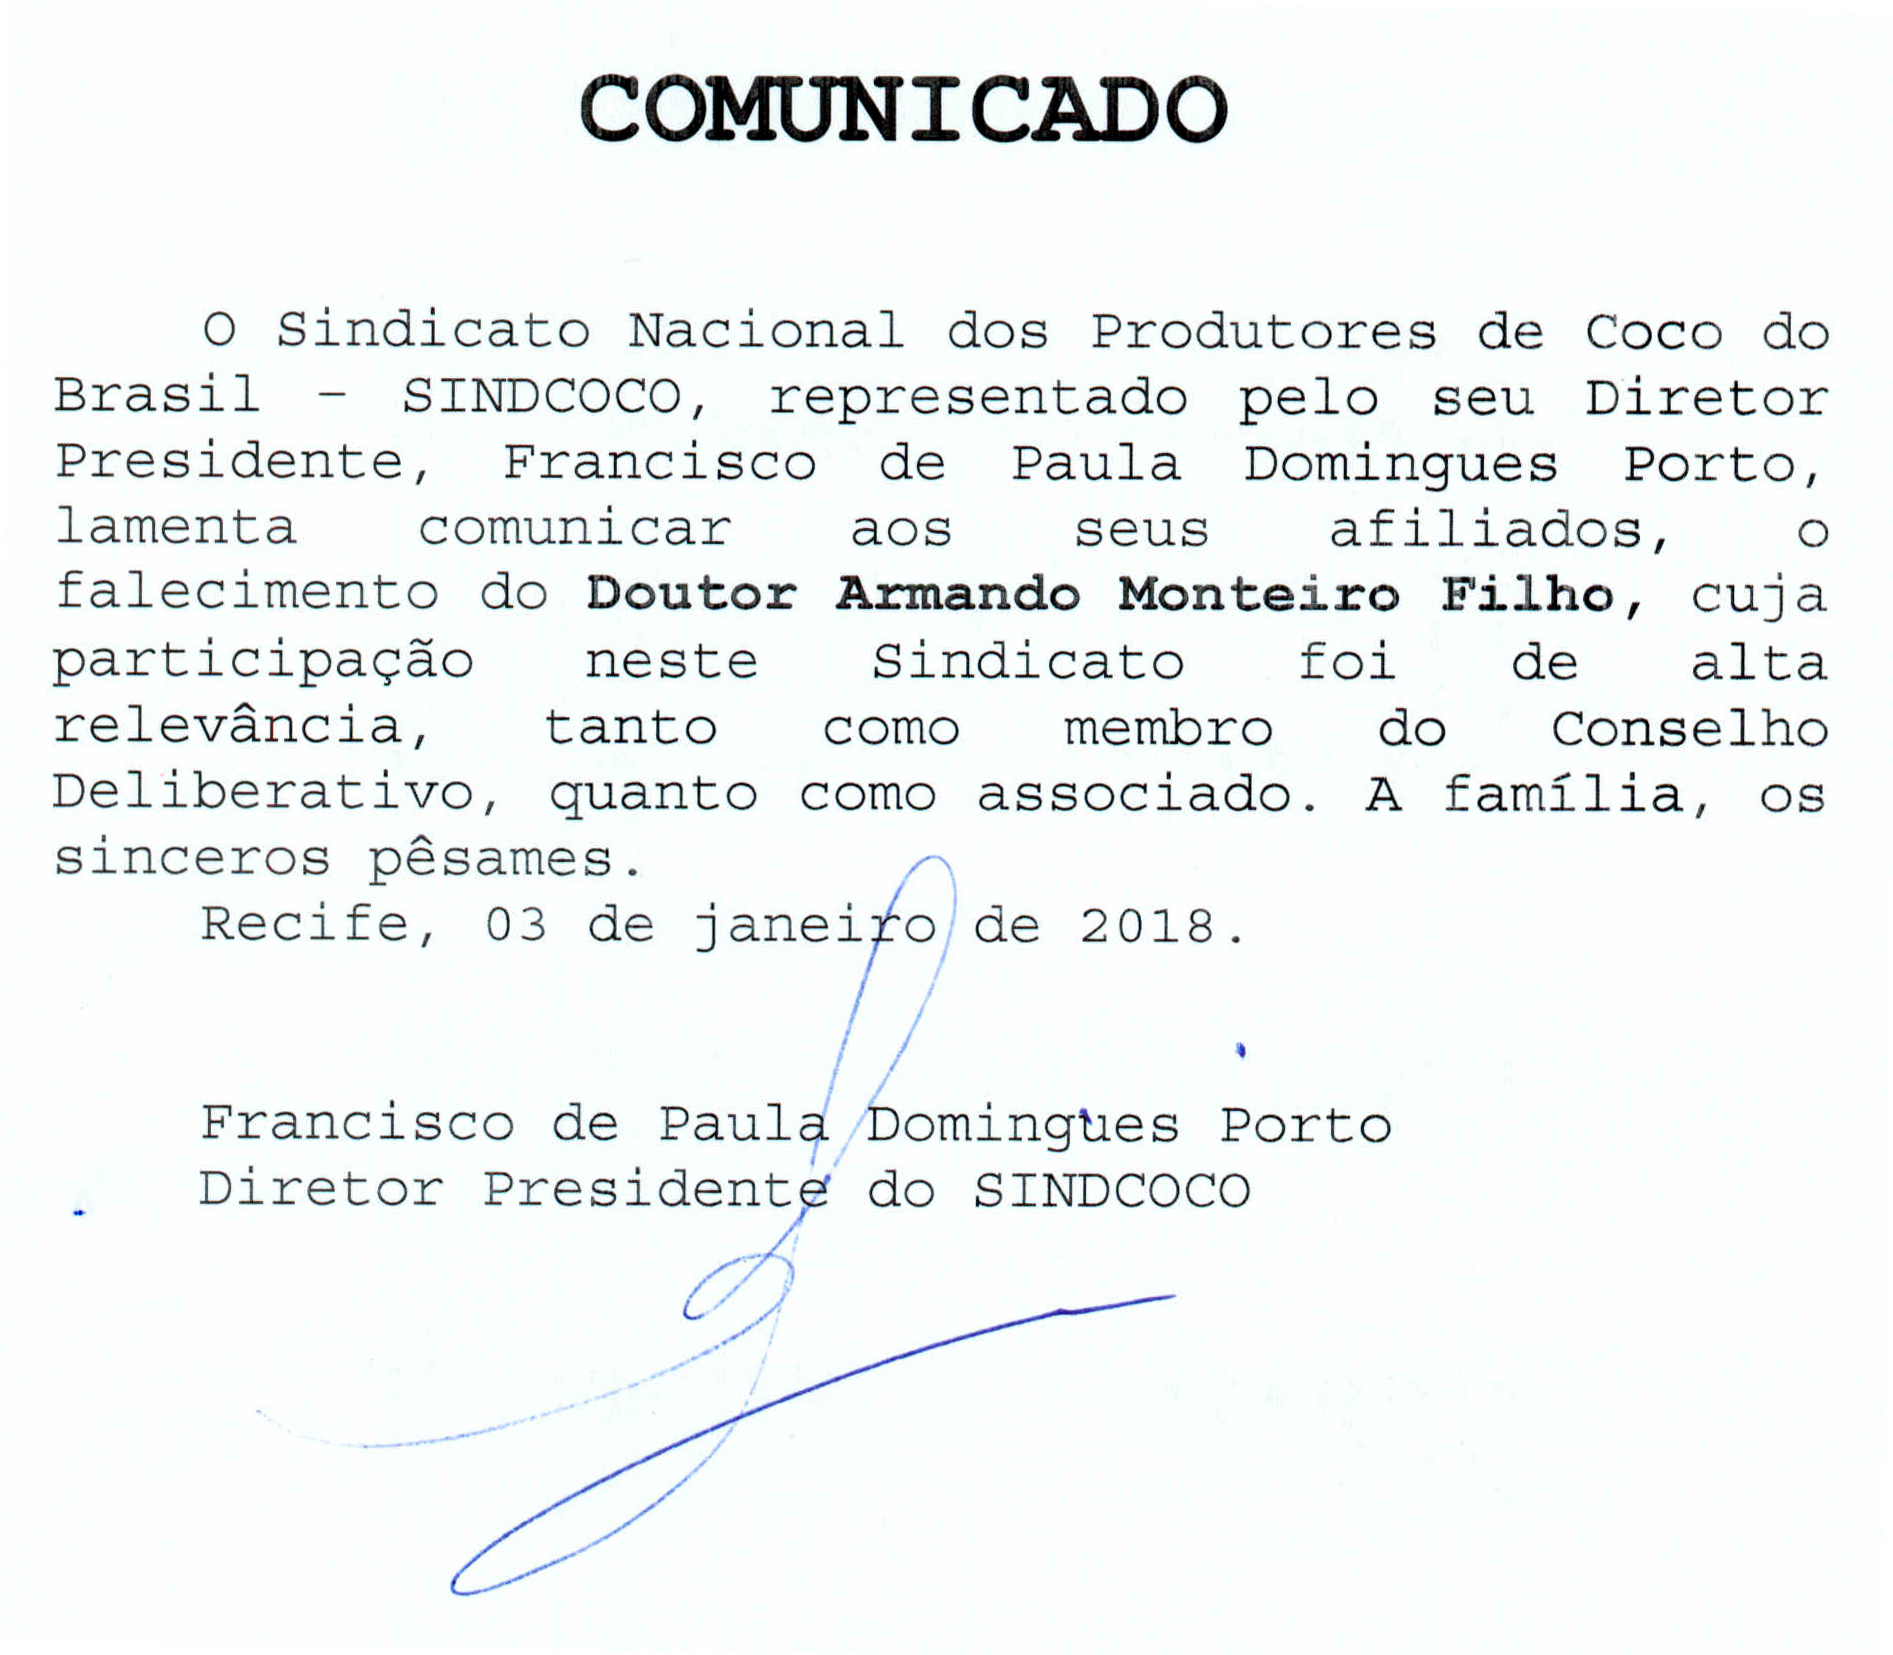 COMUNICADO
O Sindicato Nacional dos Produtores de Coco do
Brasil - SINDCOCO, representado pelo seu Diretor
Presidente, Francisco de Paula Domingues Porto,
lamenta comunicar aos seus afiliados, o
falecimento do Doutor Armando Monteiro Filho, cuja
participação neste Sindicato foi de alta
relevância, tanto como membro do Conselho
Deliberativo, quanto como associado. A família, os
sinceros pêsames.
Recife, 03 de janeiro de 2018.
Francisco de Paula Domingues Porto
Diretor Presidente do SINDCOCO